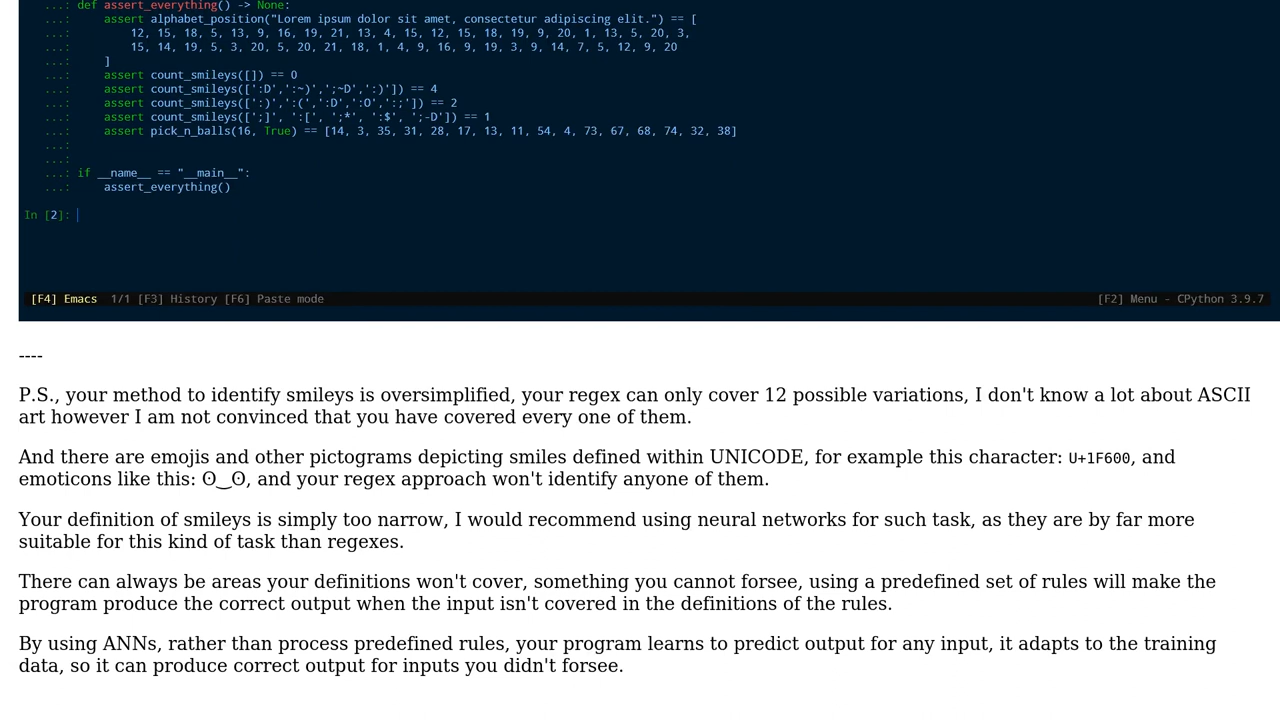 ...: def assert_everything() -> None:
...:     assert alphabet_position("Lorem ipsum dolor sit amet, consectetur adipiscing elit.") == [
...:         12, 15, 18, 5, 13, 9, 16, 19, 21, 13, 4, 15, 12, 15, 18, 19, 9, 20, 1, 13, 5, 20, 3,
...:         15, 14, 19, 5, 3, 20, 5, 20, 21, 18, 1, 4, 9, 16, 9, 19, 3, 9, 14, 7, 5, 12, 9, 20
...:     ]
...:     assert count_smileys([]) == 0
...:     assert count_smileys([':D',':~)',';~D',':)']) == 4
...:     assert count_smileys([':)',':(',':D',':O',':;']) == 2
...:     assert count_smileys([';]', ':[', ';*', ':$', ';-D']) == 1
...:     assert pick_n_balls(16, True) == [14, 3, 35, 31, 28, 17, 13, 11, 54, 4, 73, 67, 68, 74, 32, 38]
...:
...:
...: if __name__ == "__main__":
...:     assert_everything()
In [2]:
[F4] Emacs  1/1 [F3] History [F6] Paste mode [F2] Menu - CPython 3.9.7
----
P.S., your method to identify smileys is oversimplified, your regex can only cover 12 possible variations, I don't know a lot about ASCII
art however I am not convinced that you have covered every one of them.
And there are emojis and other pictograms depicting smiles defined within UNICODE, for example this character: U+1F600, and
emoticons like this: ʘ‿ʘ, and your regex approach won't identify anyone of them.
Your definition of smileys is simply too narrow, I would recommend using neural networks for such task, as they are by far more
suitable for this kind of task than regexes.
There can always be areas your definitions won't cover, something you cannot forsee, using a predefined set of rules will make the
program produce the correct output when the input isn't covered in the definitions of the rules.
By using ANNs, rather than process predefined rules, your program learns to predict output for any input, it adapts to the training
data, so it can produce correct output for inputs you didn't forsee.